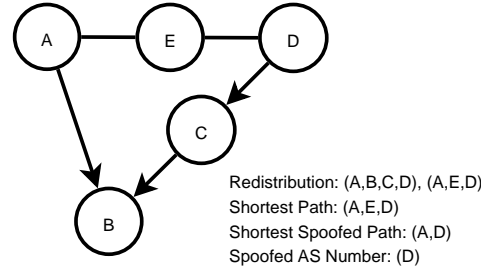 A E D
C
B
Redistribution: (A,B,C,D), (A,E,D)
Shortest Path: (A,E,D)
Shortest Spoofed Path: (A,D)
Spoofed AS Number: (D)